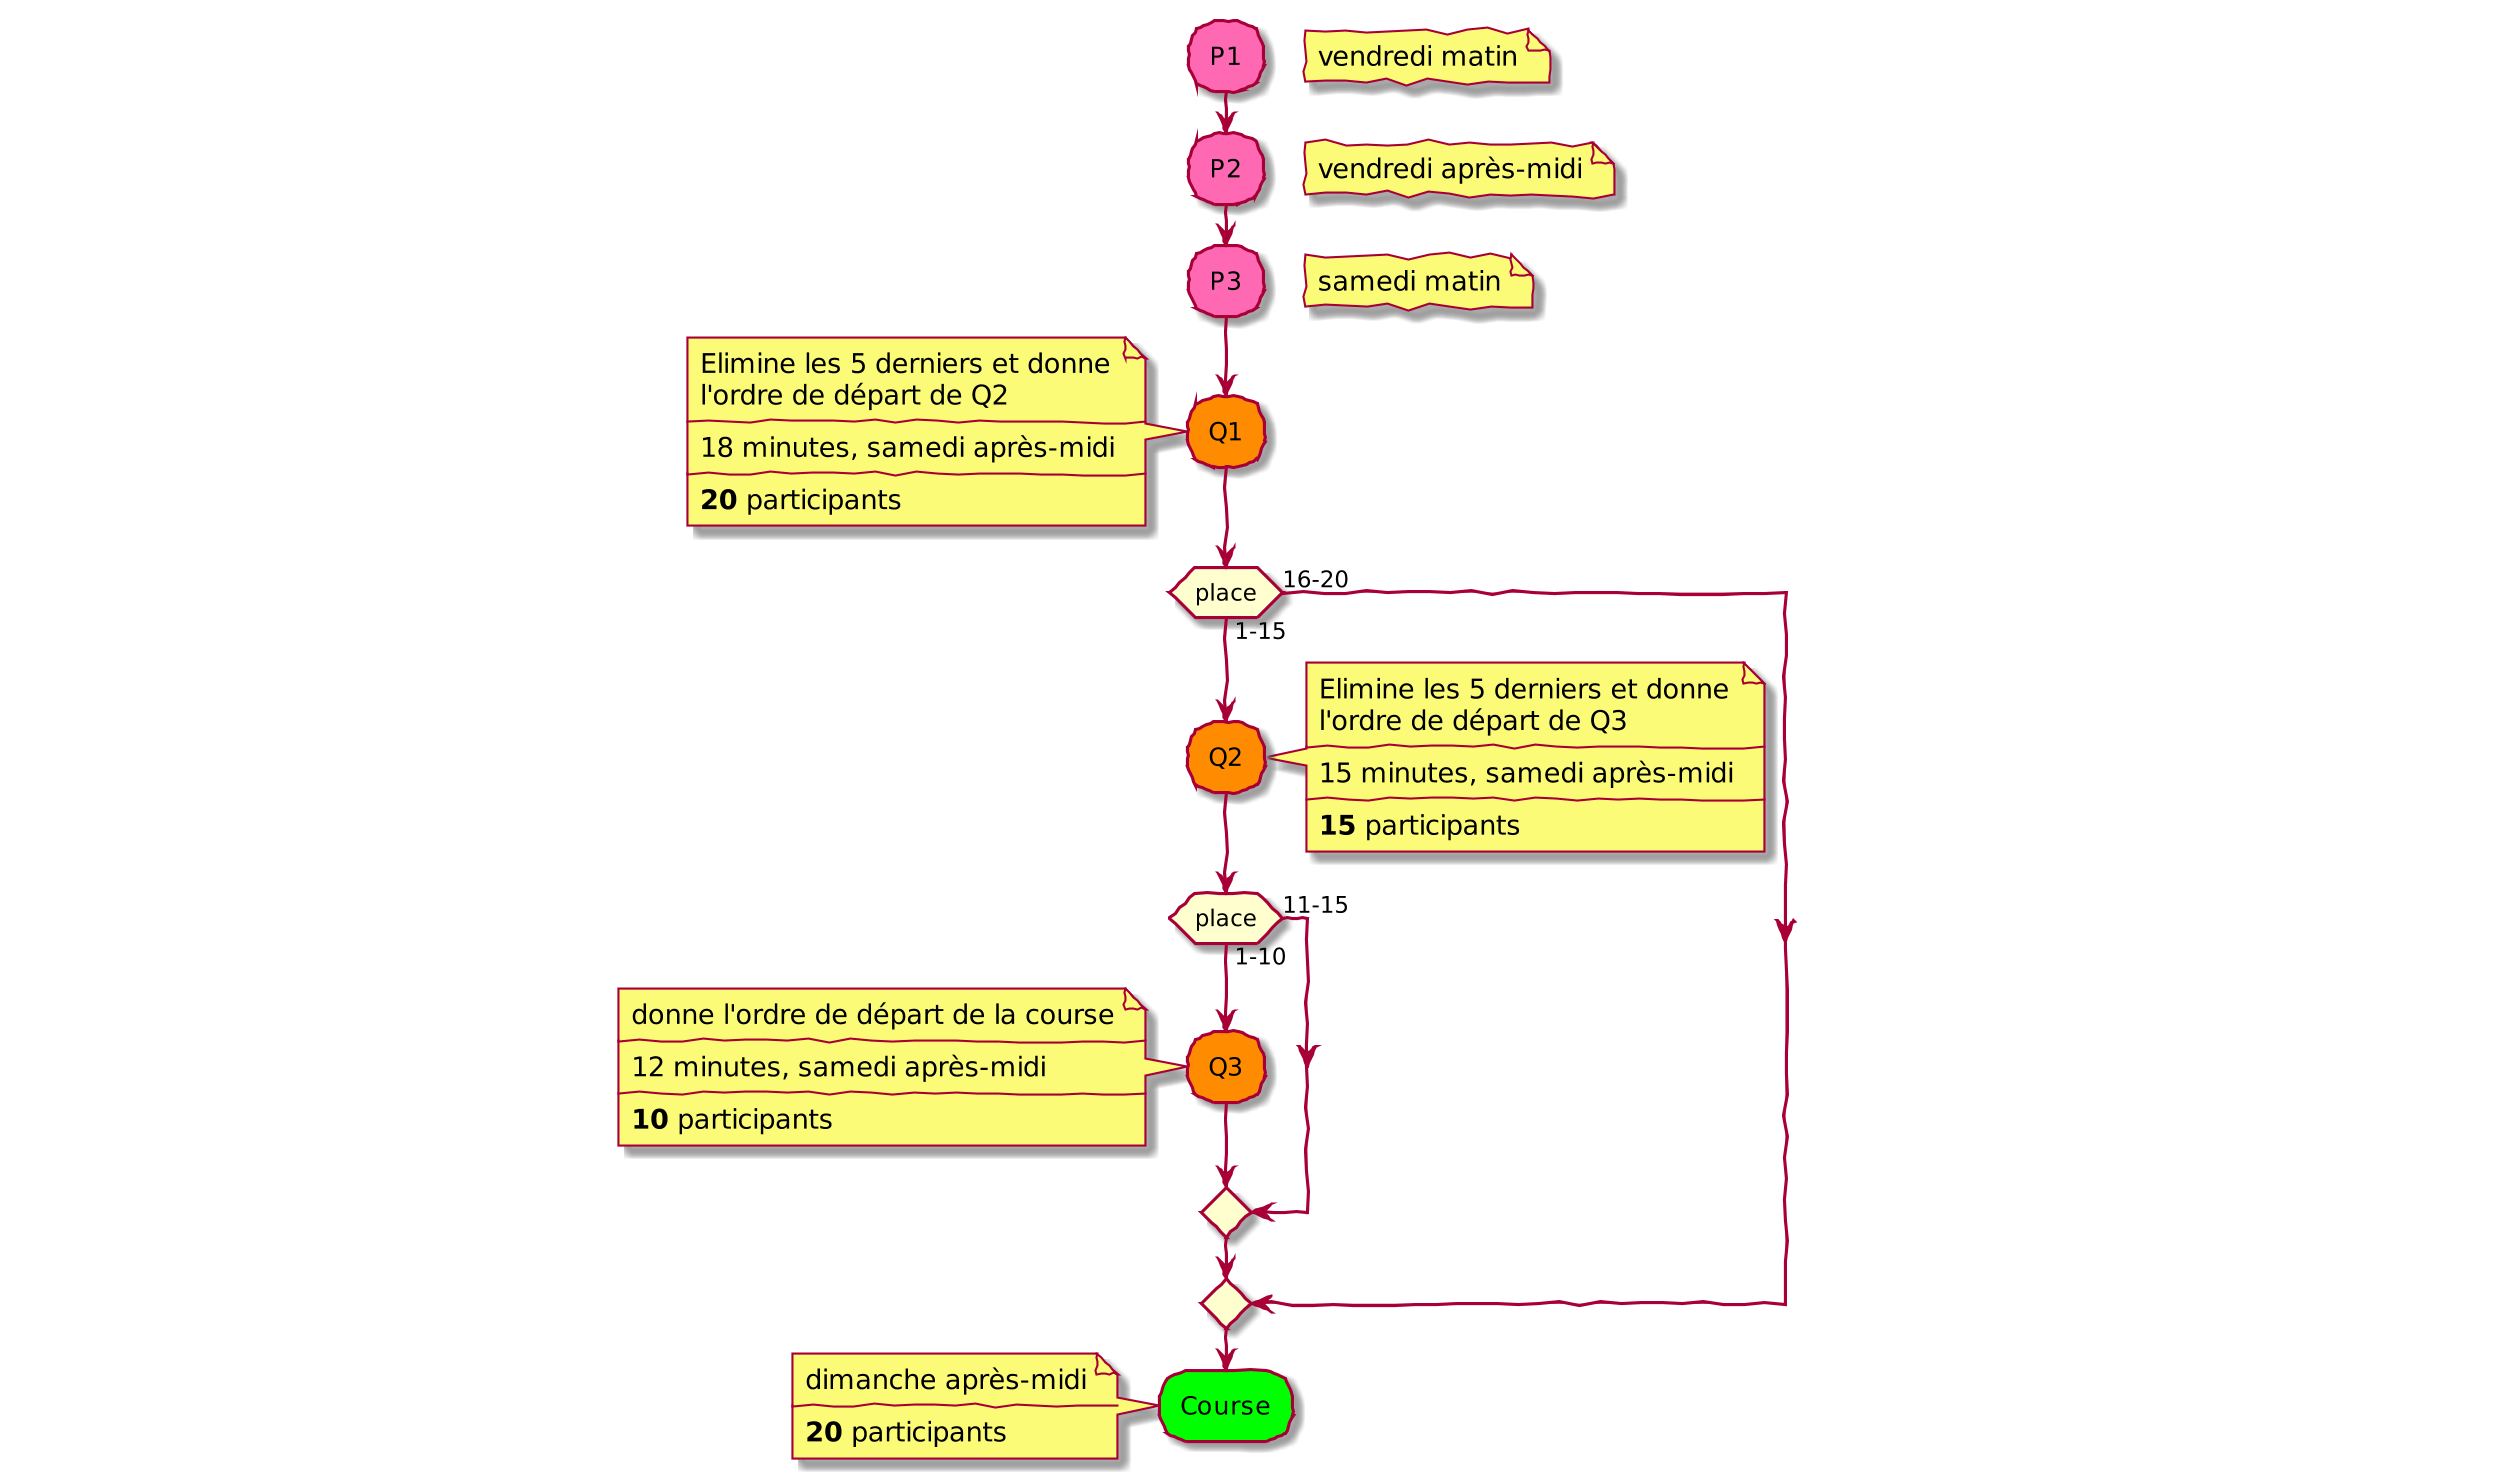 P1
vendredi matin
P2
vendredi après-midi
P3
samedi matin
Elimine les 5 derniers et donne
l'ordre de départ de Q2
18 minutes, samedi après-midi
20 participants
Q1
place
16-20
1-15
Elimine les 5 derniers et donne
l'ordre de départ de Q3
15 minutes, samedi après-midi
15 participants
Q2
place
11-15
1-10
donne l'ordre de départ de la course
12 minutes, samedi après-midi
10 participants
Q3
dimanche après-midi
20 participants
Course